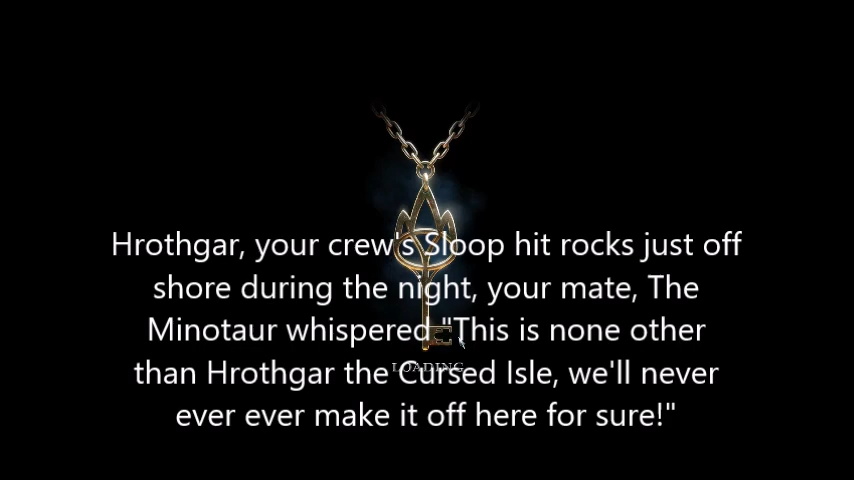 Hrothgar, your crew's Sloop hit rocks just off
shore during the night, your mate, The
Minotaur whispered "This is none other
LOADING
than Hrothgar the Cursed Isle, we'll never
ever ever make it off here for sure!"